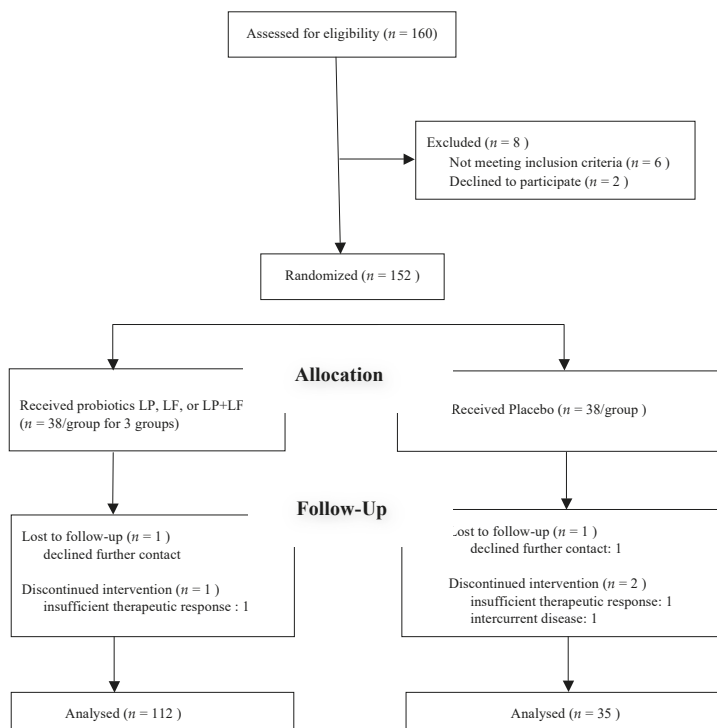 Assessed for eligibility (n = 160)
Excluded (n = 8 )
Not meeting inclusion criteria (n = 6 )
Declined to participate (n = 2 )
Randomized (n = 152 )
Allocation
Received probiotics LP, LF, or LP+LF
(n = 38/group for 3 groups)
Received Placebo (n = 38/group )
Follow-Up
Lost to follow-up (n = 1 )
declined further contact
Discontinued intervention (n = 1 )
insufficient therapeutic response : 1
Lost to follow-up (n = 1 )
declined further contact: 1
Discontinued intervention (n = 2 )
insufficient therapeutic response: 1
intercurrent disease: 1
Analysed (n = 112 )
Analysed (n = 35 )